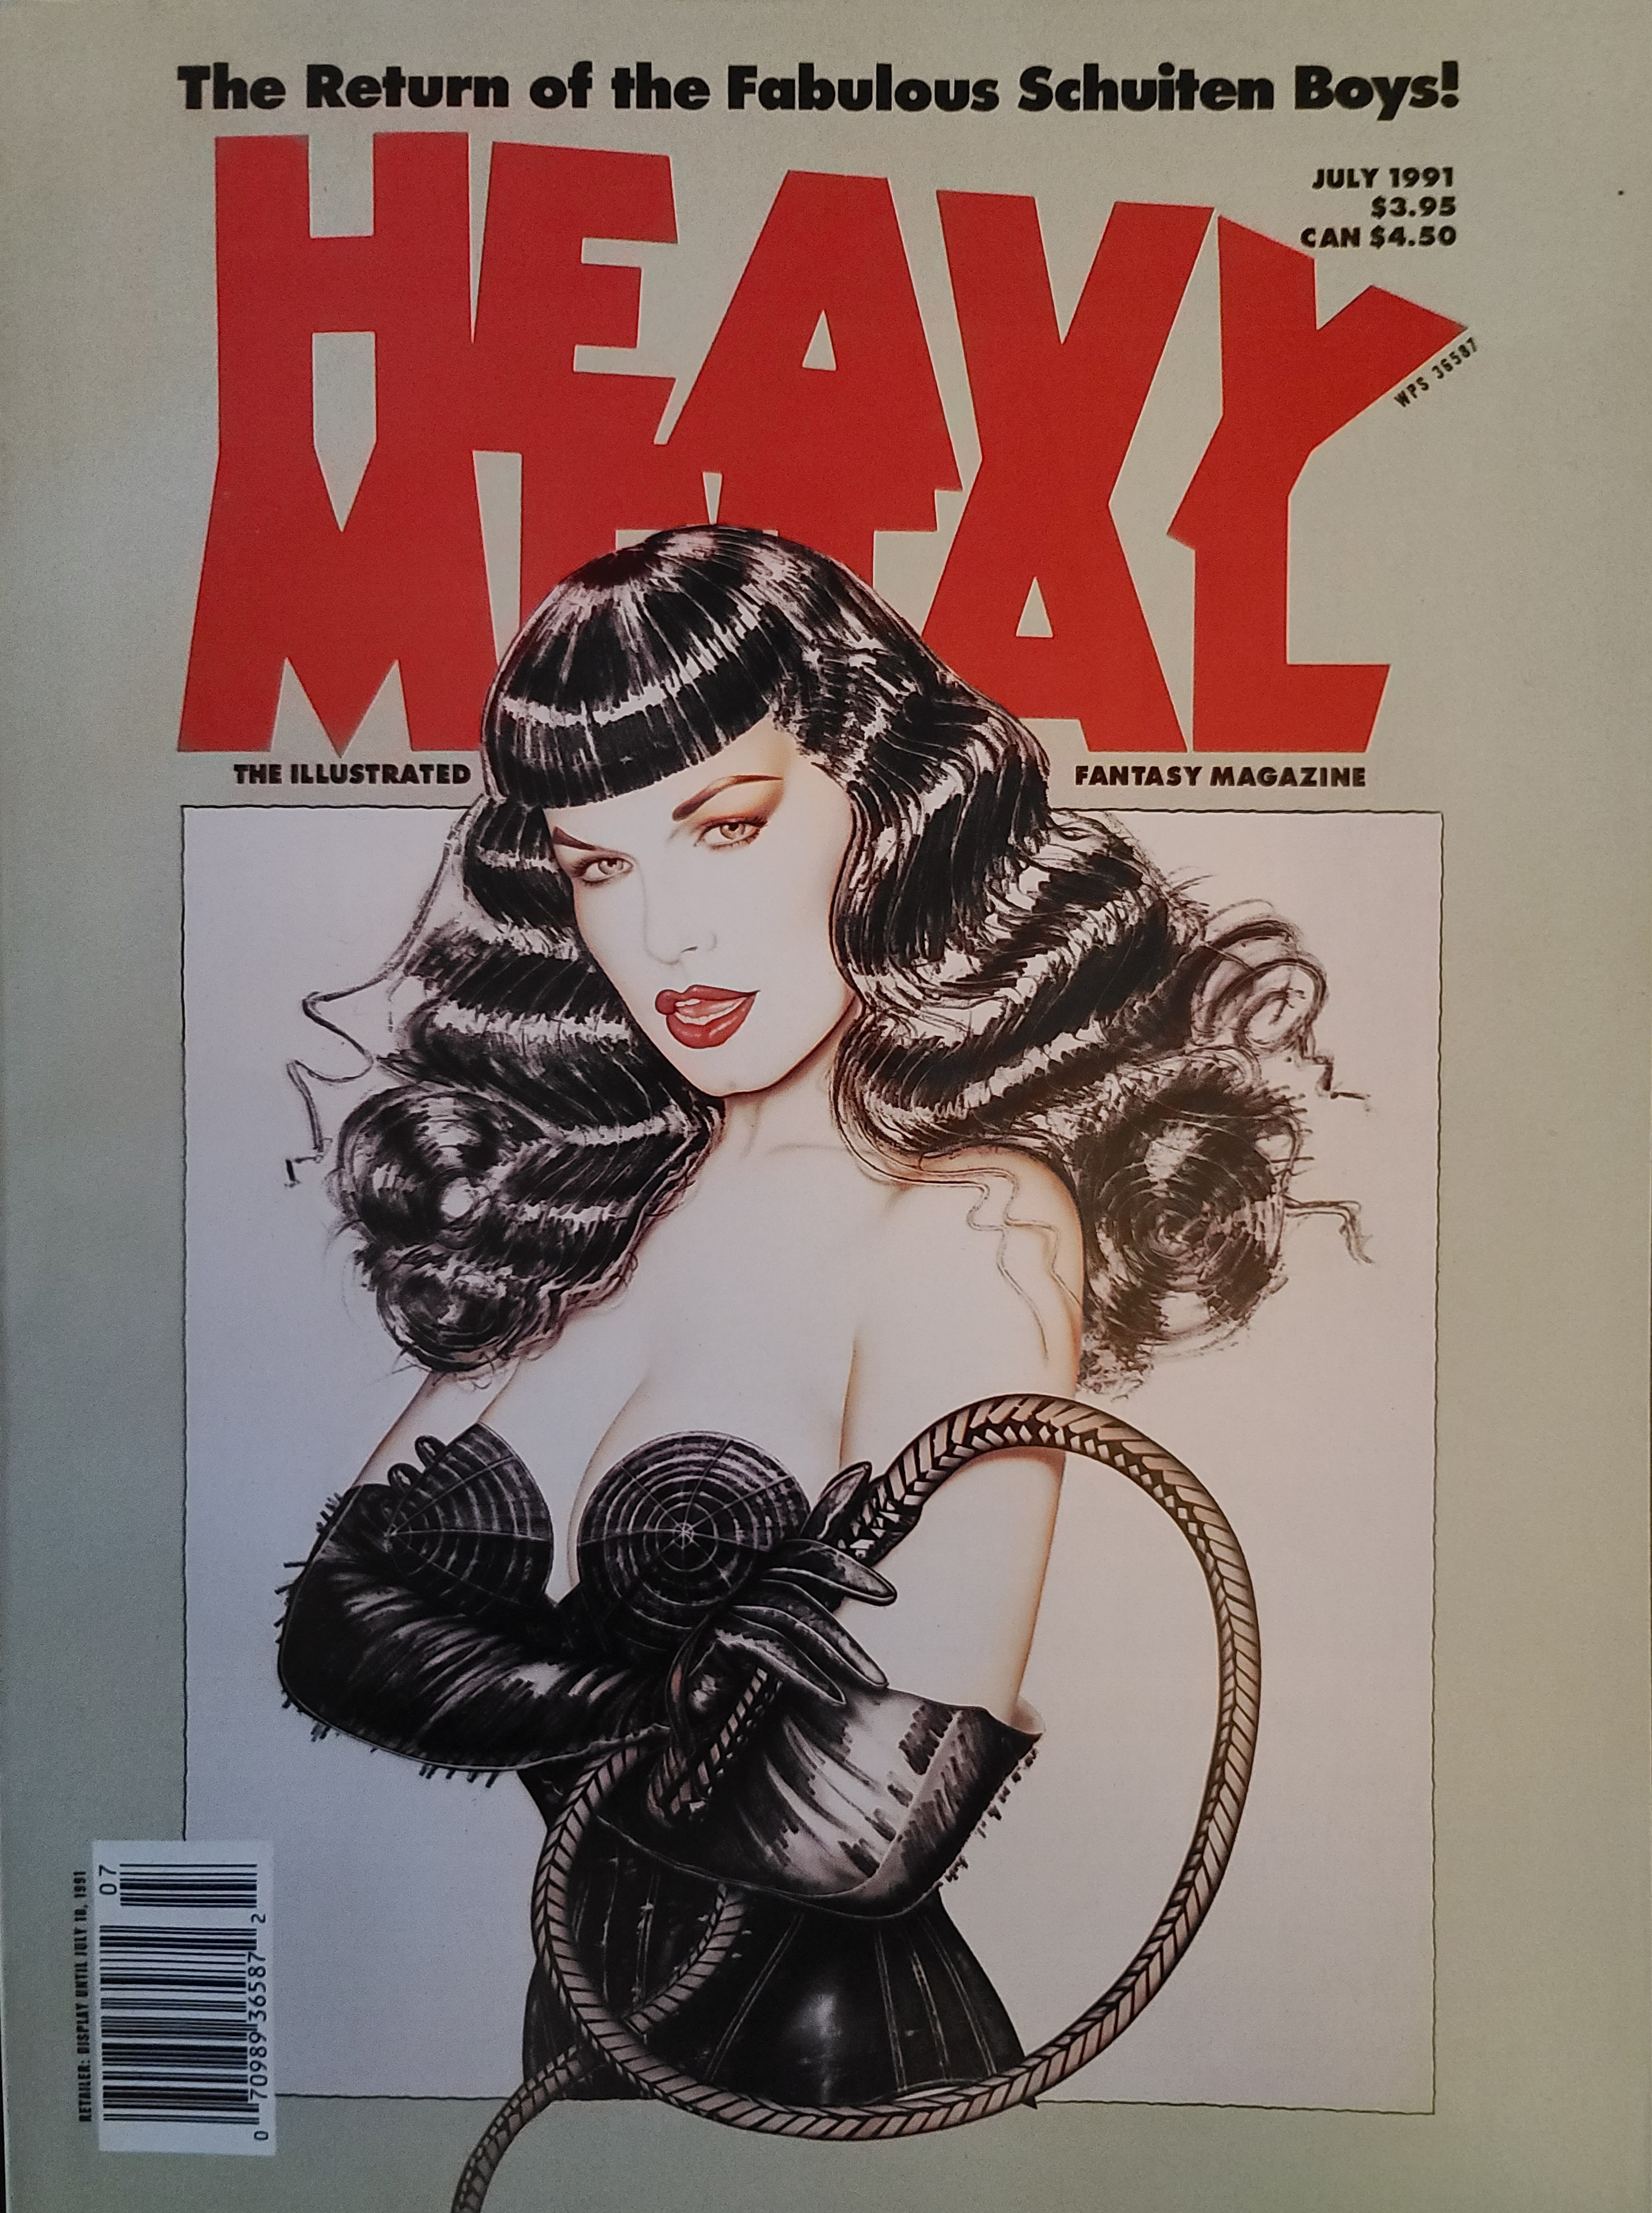 The Return of the Fabulous Schuiten Boys!
HEAVY
METAL
JULY 1991
$3.95
CAN $4.50
WPS 36587
THE ILLUSTRATED FANTASY MAGAZINE
RETAILER: DISPLAY UNTIL JULY 10, 1991
07
0 70989 36587 2